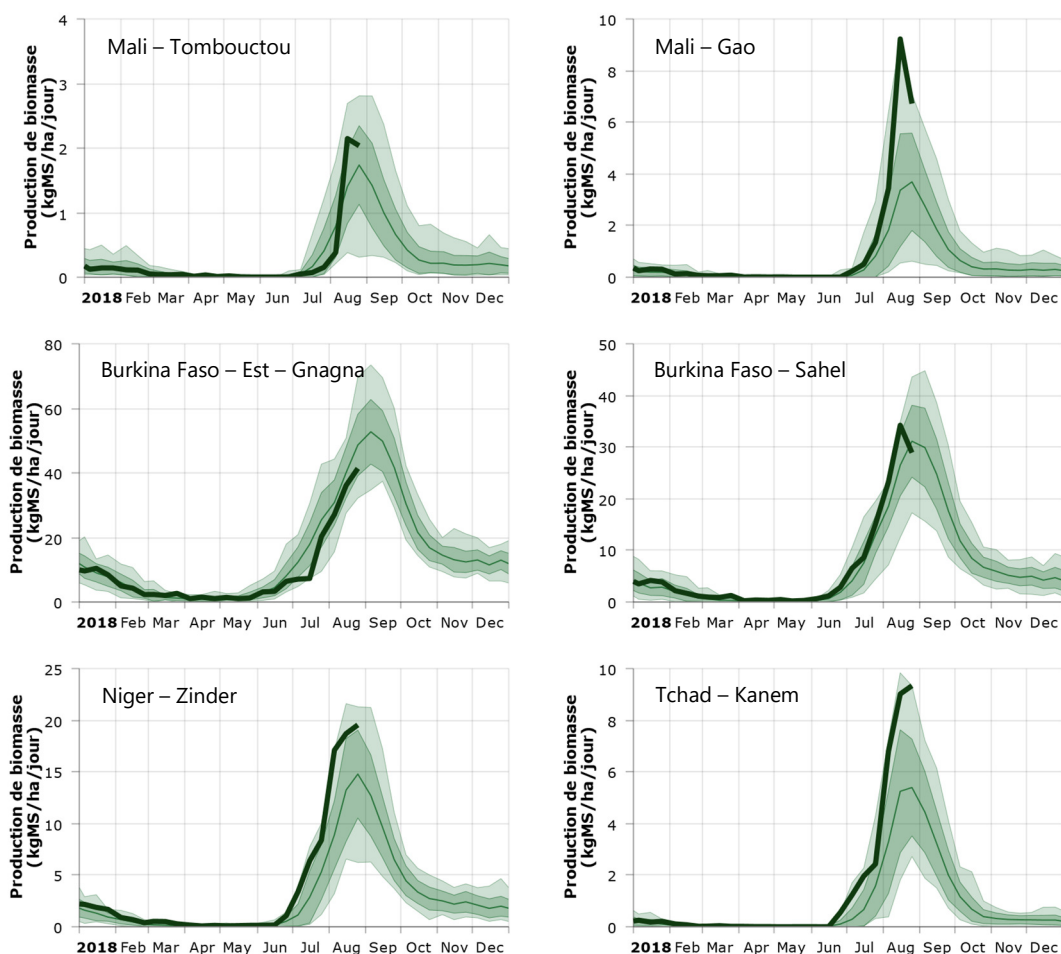 Mali – Tombouctou
Production de biomasse
(kgMS/ha/jour)
4
3
2
1
0
2018 Feb Mar Apr May Jun Jul Aug Sep Oct Nov Dec
Mali – Gao
Production de biomasse
(kgMS/ha/jour)
10
8
6
4
2
0
2018 Feb Mar Apr May Jun Jul Aug Sep Oct Nov Dec
Burkina Faso – Est – Gnagna
Production de biomasse
(kgMS/ha/jour)
80
60
40
20
0
2018 Feb Mar Apr May Jun Jul Aug Sep Oct Nov Dec
Burkina Faso – Sahel
Production de biomasse
(kgMS/ha/jour)
50
40
30
20
10
0
2018 Feb Mar Apr May Jun Jul Aug Sep Oct Nov Dec
Niger – Zinder
Production de biomasse
(kgMS/ha/jour)
25
20
15
10
5
0
2018 Feb Mar Apr May Jun Jul Aug Sep Oct Nov Dec
Tchad – Kanem
Production de biomasse
(kgMS/ha/jour)
10
8
6
4
2
0
2018 Feb Mar Apr May Jun Jul Aug Sep Oct Nov Dec